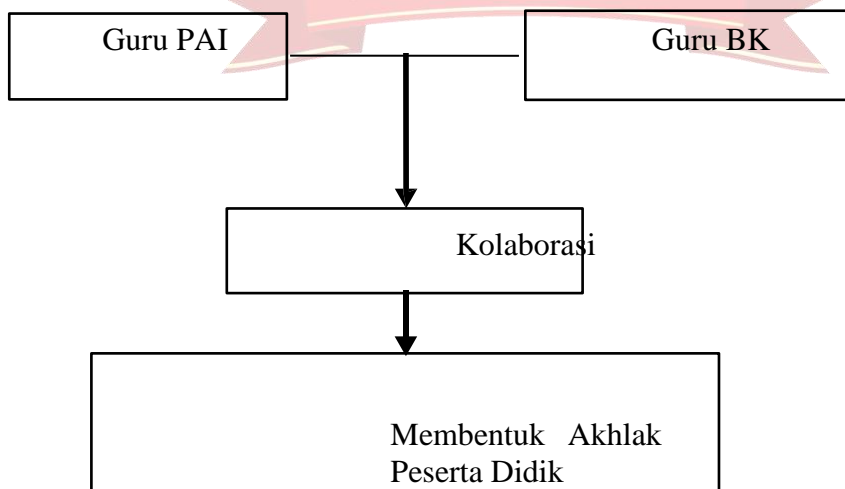 Guru PAI
Guru BK
Kolaborasi
Membentuk Akhlak
Peserta Didik